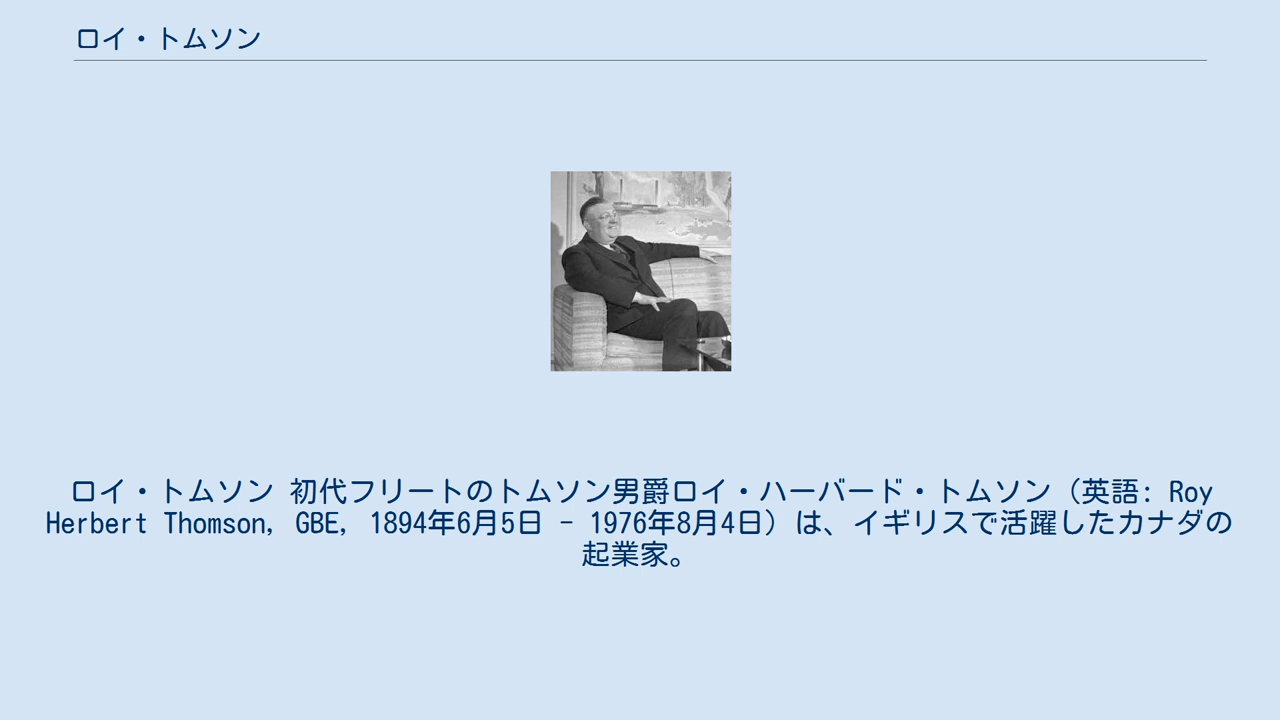 ロイ・トムソン
ロイ・トムソン 初代フリートのトムソン男爵ロイ・ハーバード・トムソン（英語: Roy
Herbert Thomson, GBE, 1894年6月5日 - 1976年8月4日）は、イギリスで活躍したカナダの
起業家。